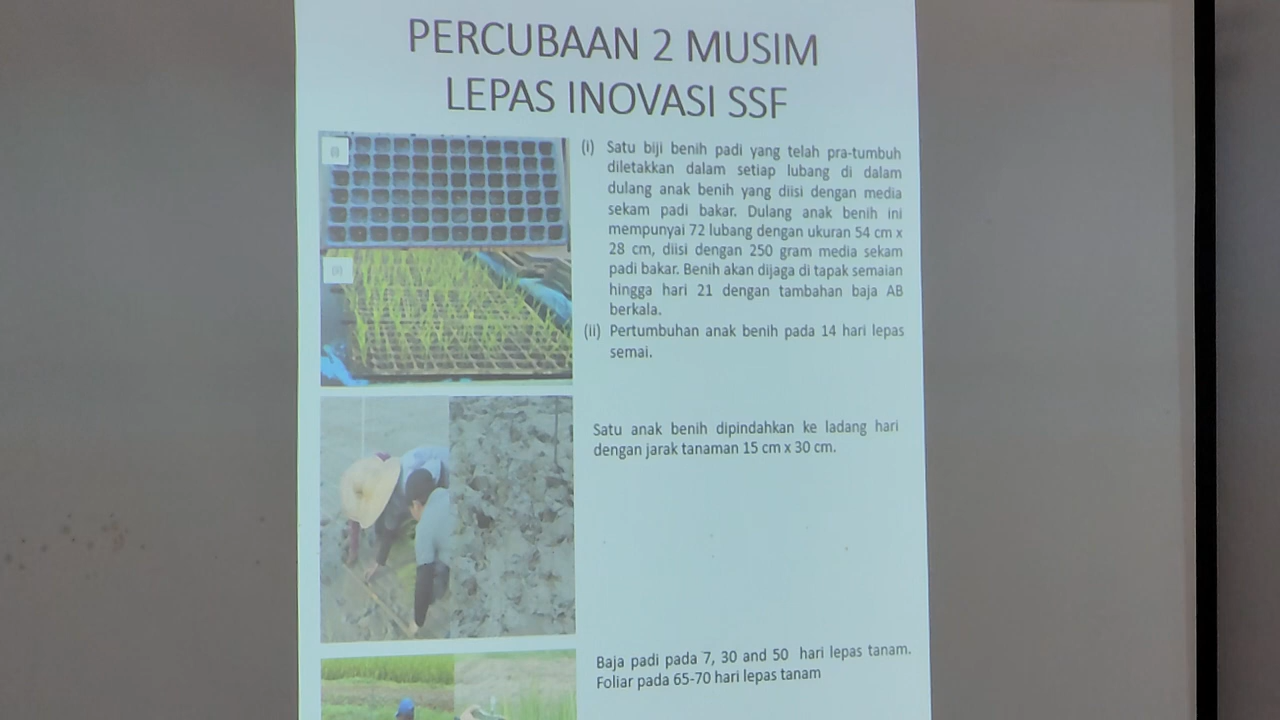 PERCUBAAN 2 MUSIM
LEPAS INOVASI SSF
(i) Satu biji benih padi yang telah pra-tumbuh
diletakkan dalam setiap lubang di dalam
dulang anak benih yang diisi dengan media
sekam padi bakar. Dulang anak benih ini
mempunyai 72 lubang dengan ukuran 54 cm x
28 cm, diisi dengan 250 gram media sekam
padi bakar. Benih akan dijaga di tapak semaian
hingga hari 21 dengan tambahan baja AB
berkala.
(ii) Pertumbuhan anak benih pada 14 hari lepas
semai.
Satu anak benih dipindahkan ke ladang hari
dengan jarak tanaman 15 cm x 30 cm.
Baja padi pada 7, 30 and 50 hari lepas tanam.
Foliar pada 65-70 hari lepas tanam